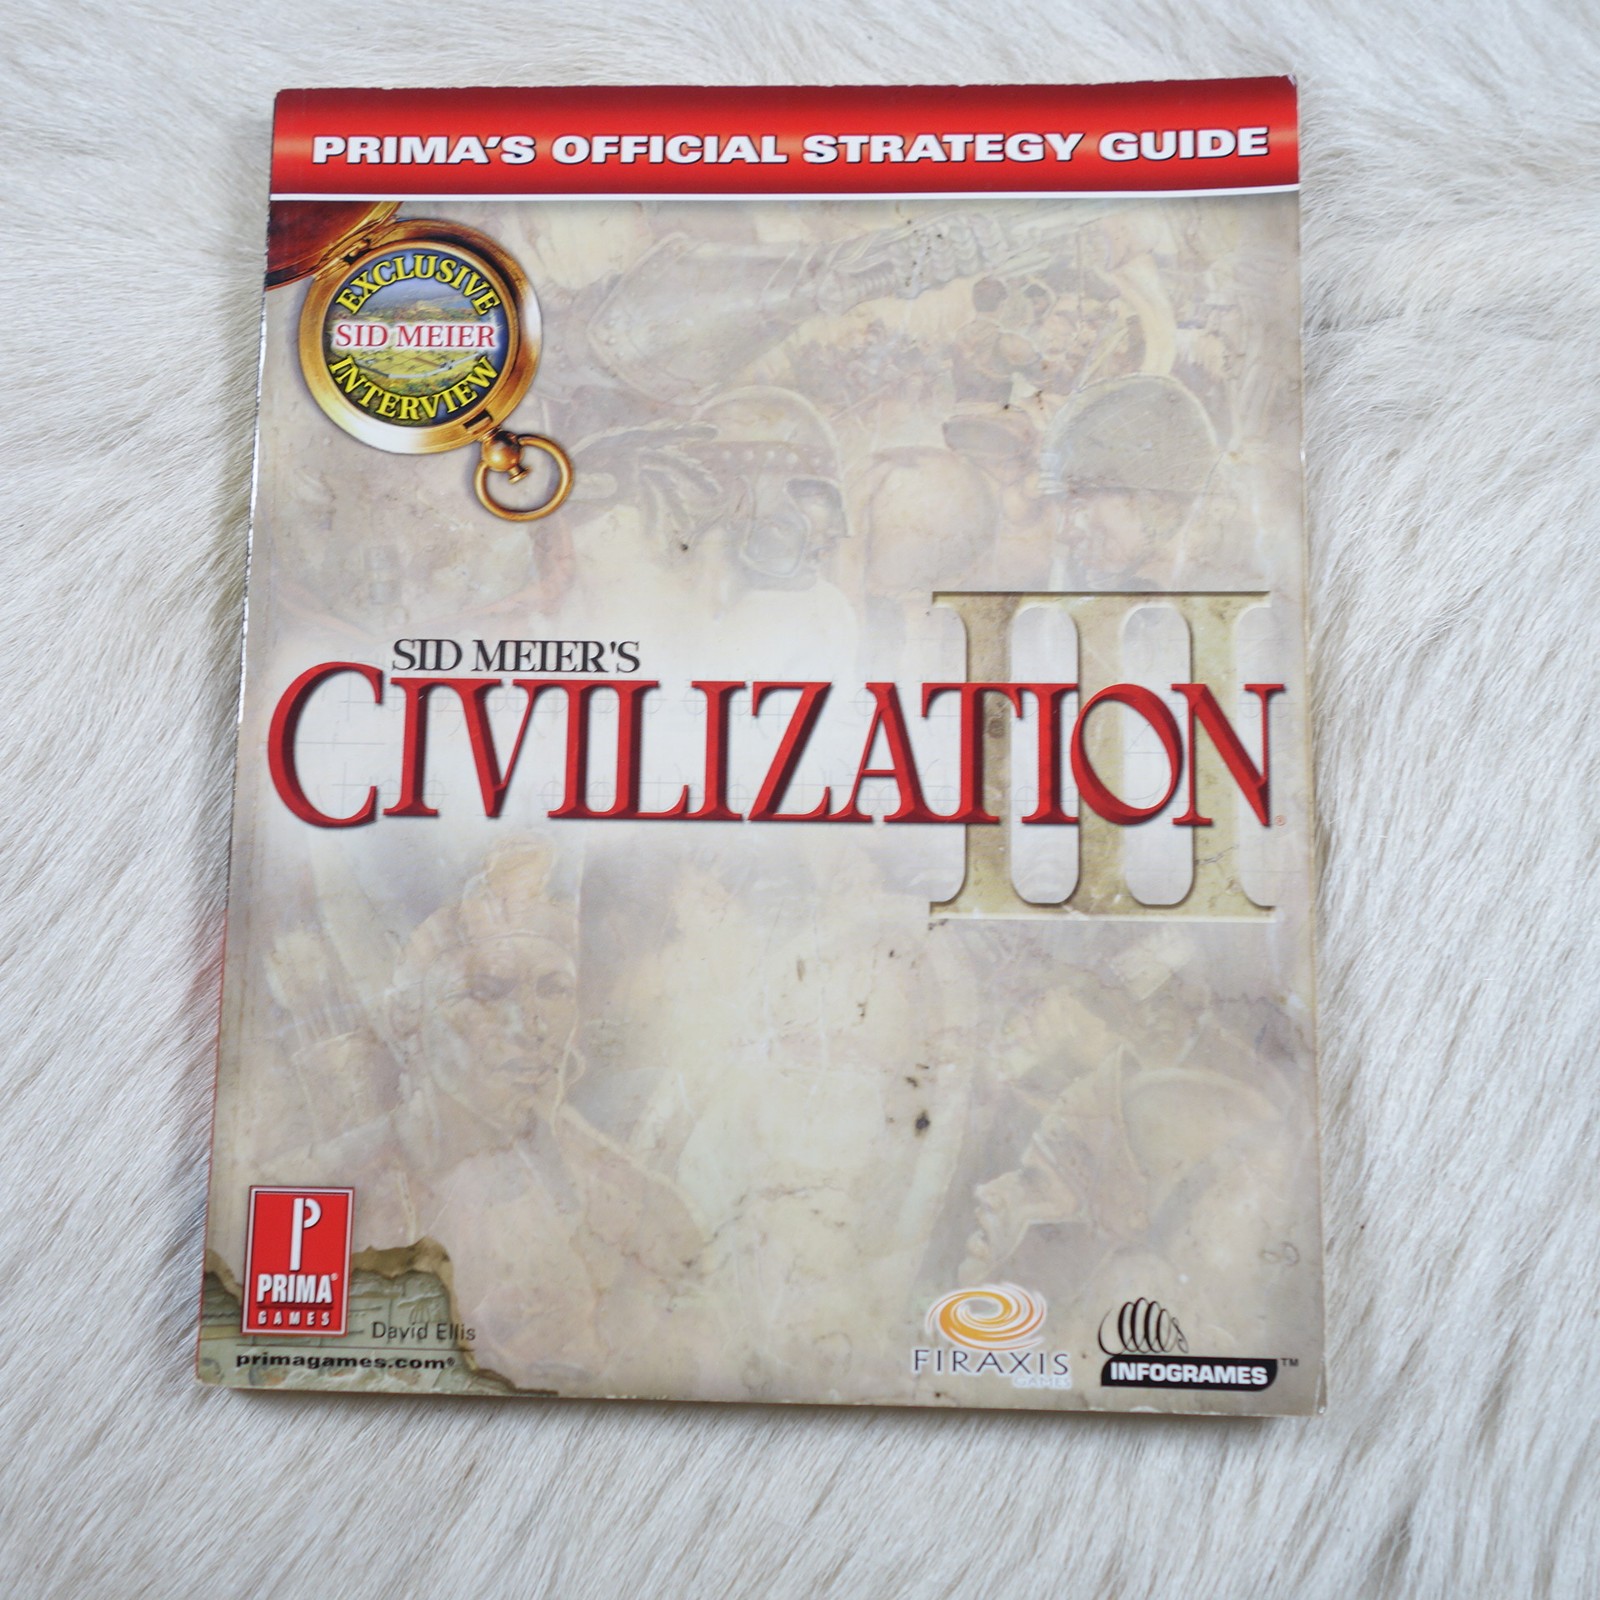 PRIMA'S OFFICIAL STRATEGY GUIDE
EXCLUSIVE
SID MEIER
INTERVIEW
SID MEIER'S
CIVILIZATION®
III
P
PRIMA®
GAMES
David Ellis
primagames.com®
FIRAXIS
GAMES
INFOGRAMES™